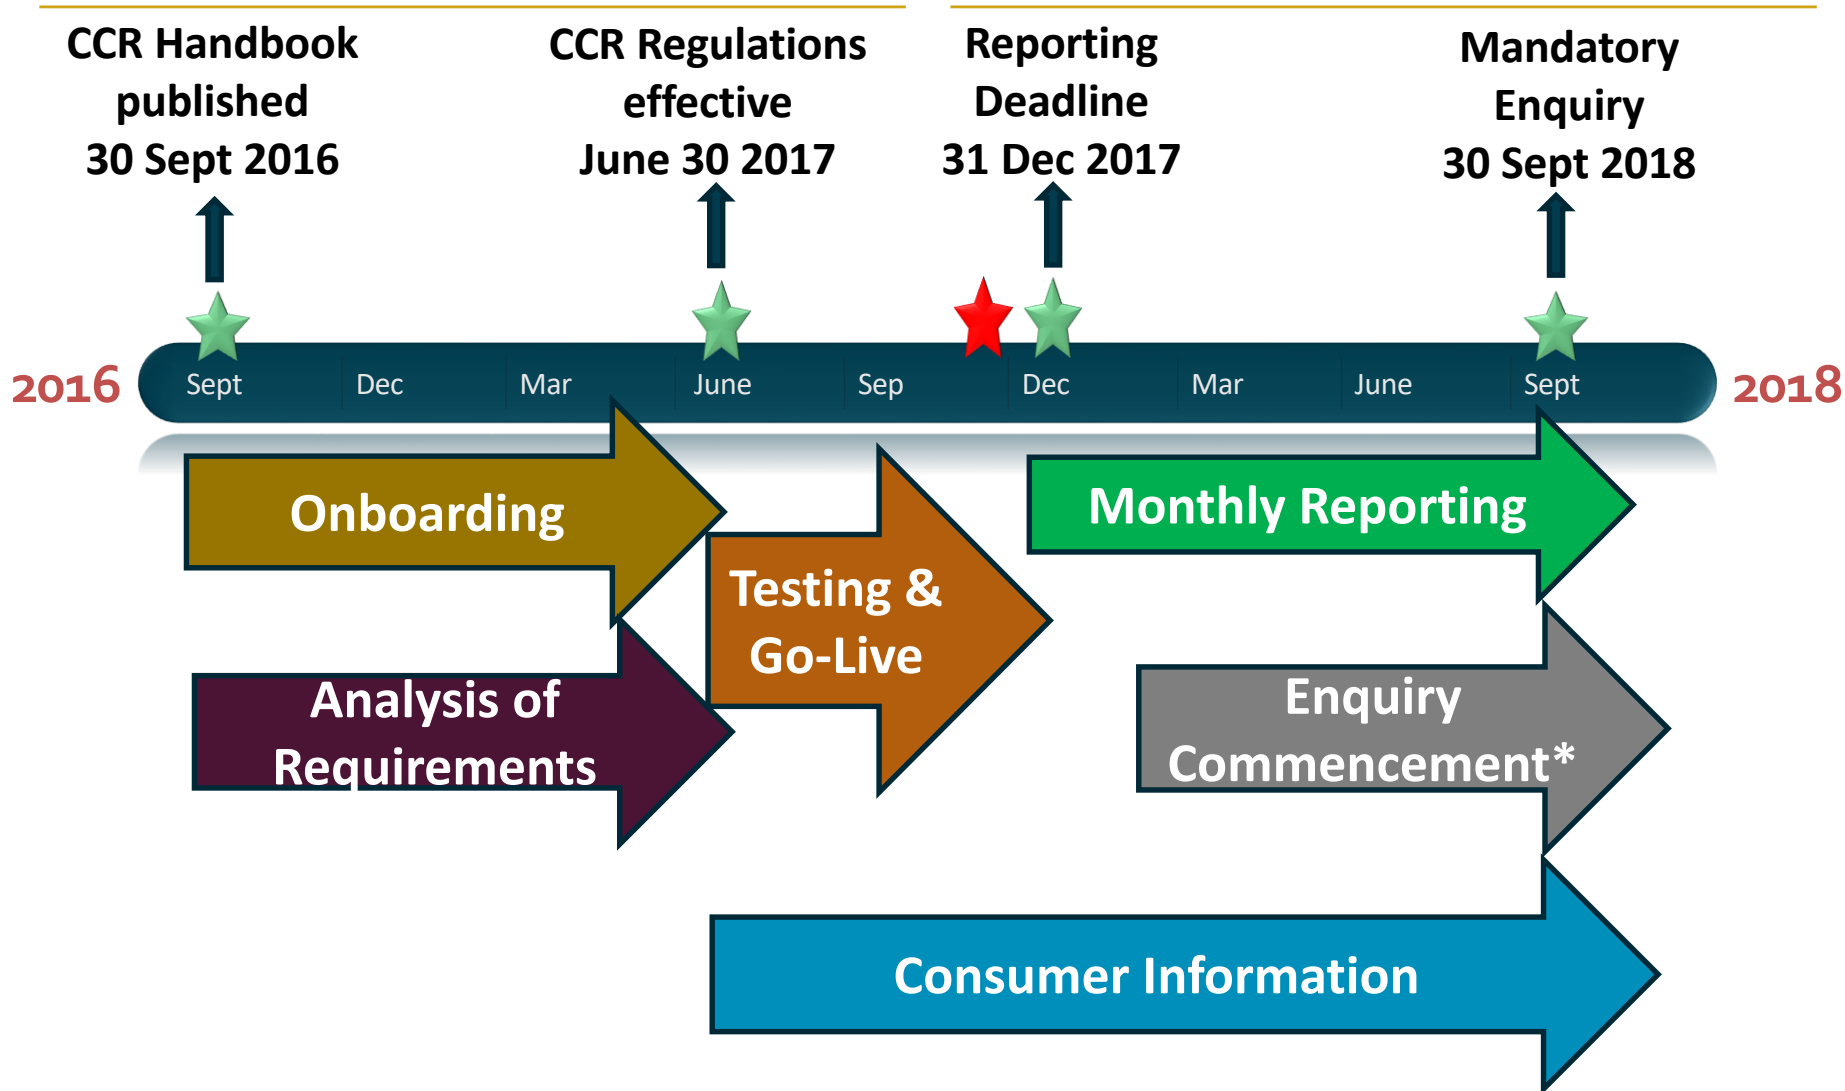 CCR Handbook
published
30 Sept 2016
CCR Regulations
effective
June 30 2017
Reporting
Deadline
31 Dec 2017
Mandatory
Enquiry
30 Sept 2018
2016
Sept
Dec
Mar
June
Sep
Dec
Mar
June
Sept
2018
Onboarding
Monthly Reporting
Testing &
Go-Live
Analysis of
Requirements
Enquiry
Commencement*
Consumer Information